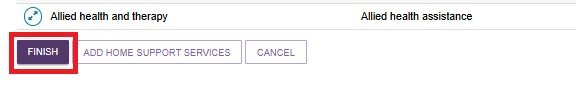 Allied health and therapy Allied health assistance
FINISH ADD HOME SUPPORT SERVICES CANCEL